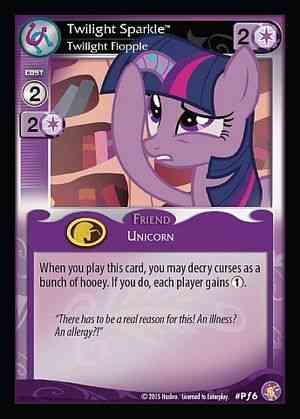 Twilight Sparkle™
Twilight Flopple
2
COST
2
2
FRIEND
UNICORN
When you play this card, you may decry curses as a
bunch of hooey. If you do, each player gains 1.
"There has to be a real reason for this! An illness?
An allergy?!"
© 2015 Hasbro. Licensed to Enterplay. #Pf6